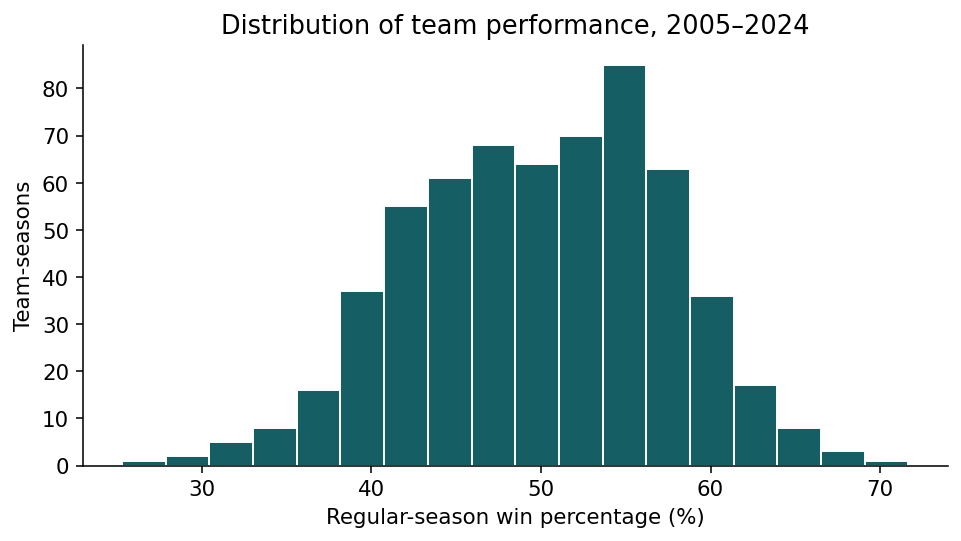 Distribution of team performance, 2005–2024
Team-seasons
80
70
60
50
40
30
20
10
0
30 40 50 60 70
Regular-season win percentage (%)